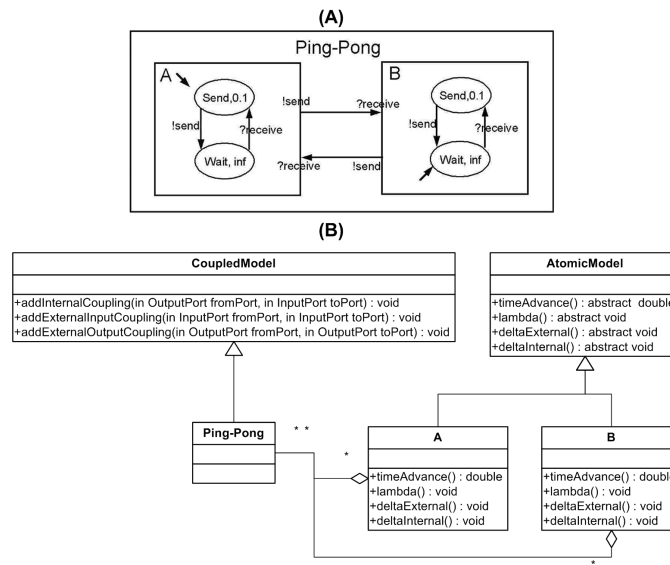 (A)
Ping-Pong
A
B
Send,0.1
Send,0.1
!send
?receive
!send
?receive
!send
?receive
Wait, inf
?receive
!send
Wait, inf
(B)
CoupledModel
+addInternalCoupling(in OutputPort fromPort, in InputPort toPort) : void
+addExternalInputCoupling(in InputPort fromPort, in InputPort toPort) : void
+addExternalOutputCoupling(in OutputPort fromPort, in OutputPort toPort) : void
AtomicModel
+timeAdvance() : abstract double
+lambda() : abstract void
+deltaExternal() : abstract void
+deltaInternal() : abstract void
Ping-Pong
* *
*
A
+timeAdvance() : double
+lambda() : void
+deltaExternal() : void
+deltaInternal() : void
B
+timeAdvance() : double
+lambda() : void
+deltaExternal() : void
+deltaInternal() : void
*